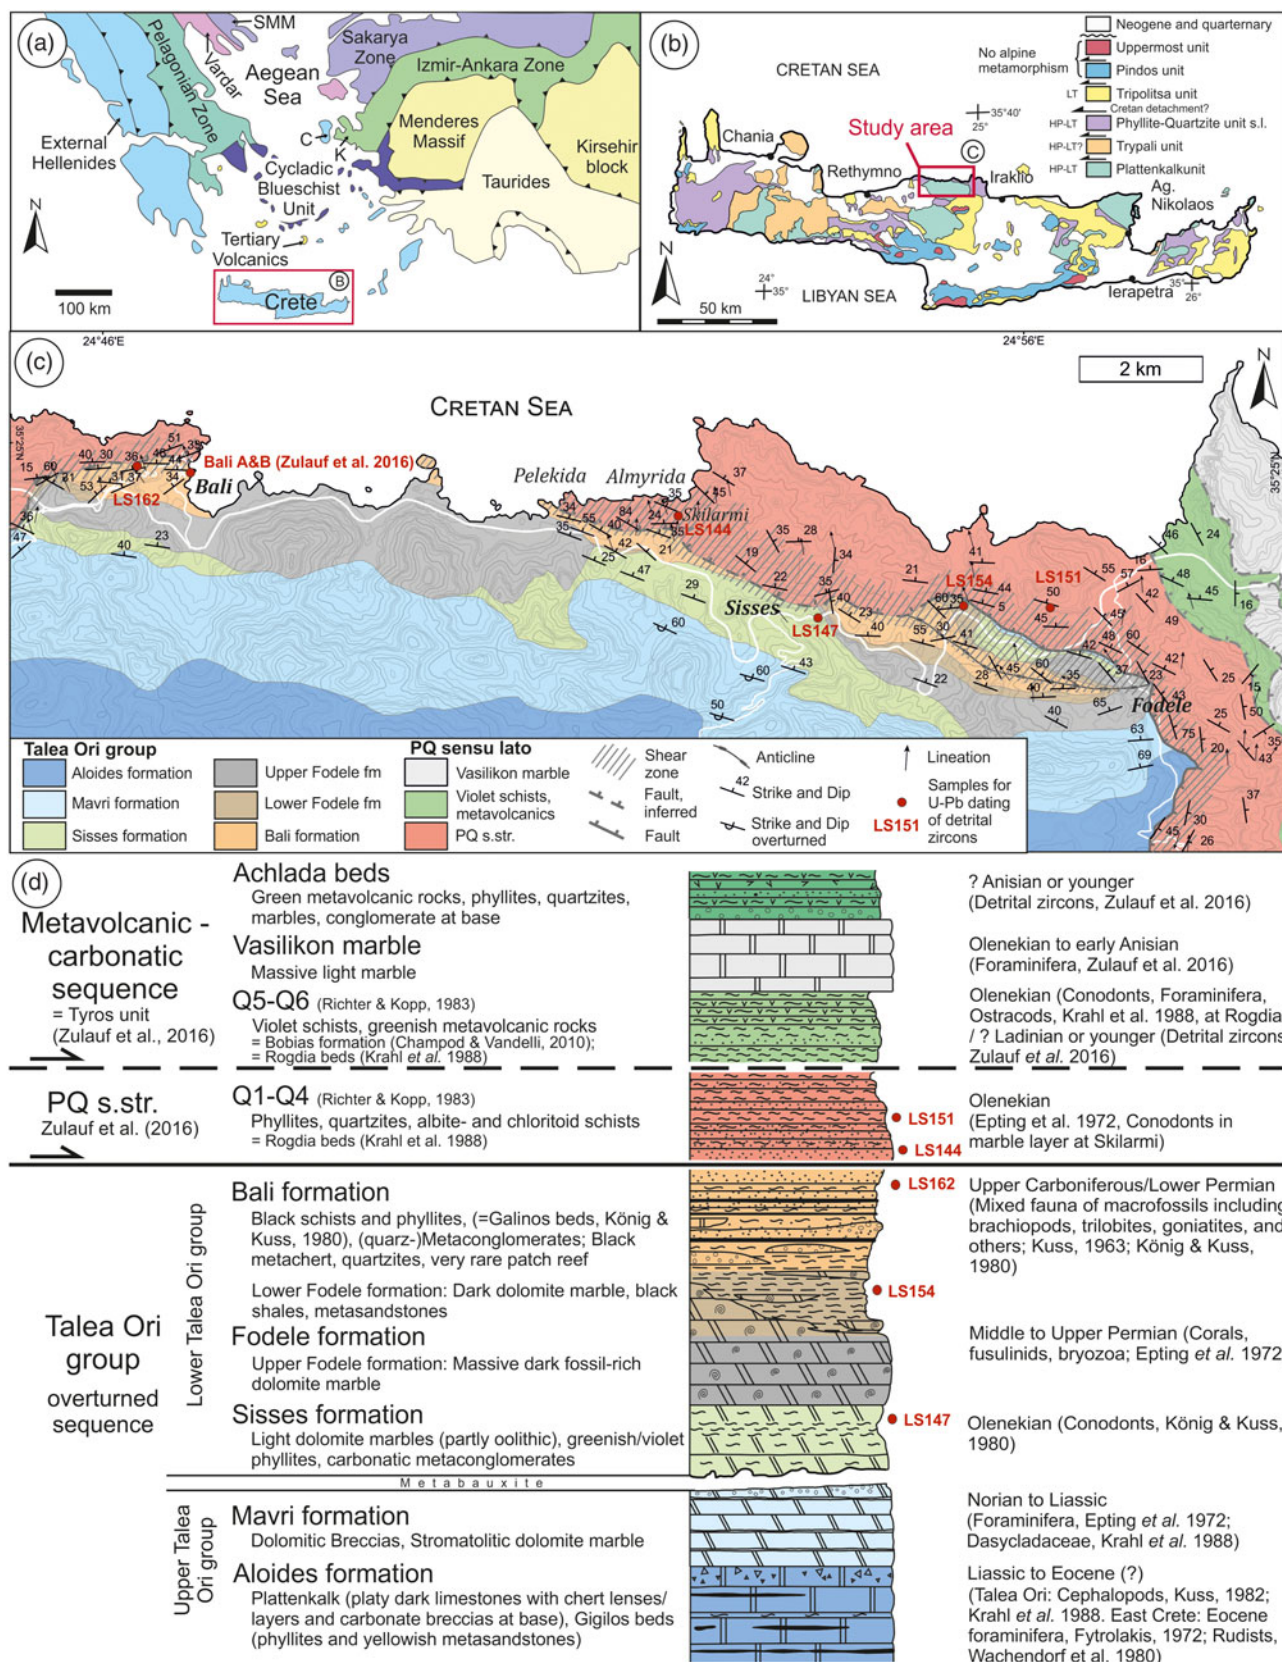 (a)
SMM
Pelagonian Zone
Vardar
Aegean
Sea
Sakarya
Zone
Izmir-Ankara Zone
External
Hellenides
C
K
Menderes
Massif
Kirsehir
block
Cycladic
Blueschist
Unit
Taurides
N
Tertiary
Volcanics
B
Crete
100 km
(b)
CRETAN SEA
Neogene and quarternary
No alpine
metamorphism
Uppermost unit
Pindos unit
LT
Tripolitsa unit
Cretan detachment?
HP-LT
Phyllite-Quartzite unit s.l.
HP-LT?
Trypali unit
HP-LT
Plattenkalkunit
35°40'
25°
Study area
C
Chania
Rethymno
Iraklio
Ag.
Nikolaos
N
24°
35°
LIBYAN SEA
Ierapetra
35°
26°
50 km
24°46'E
24°56'E
(c)
2 km
N
CRETAN SEA
35°25'N
35°25'N
Bali A&B (Zulauf et al. 2016)
Bali
LS162
Pelekida
Almyrida
Skilarmi
LS144
Sisses
LS147
LS154
LS151
Fodele
Talea Ori group
Aloides formation
Mavri formation
Sisses formation
Upper Fodele fm
Lower Fodele fm
Bali formation
PQ sensu lato
Vasilikon marble
Violet schists,
metavolcanics
PQ s.str.
Shear
zone
Fault,
inferred
Fault
Anticline
42
Strike and Dip
Strike and Dip
overturned
Lineation
Samples for
U-Pb dating
of detrital
zircons
LS151
(d)
Metavolcanic -
carbonatic
sequence
= Tyros unit
(Zulauf et al., 2016)
Achlada beds
Green metavolcanic rocks, phyllites, quartzites,
marbles, conglomerate at base
? Anisian or younger
(Detrital zircons, Zulauf et al. 2016)
Vasilikon marble
Massive light marble
Olenekian to early Anisian
(Foraminifera, Zulauf et al. 2016)
Q5-Q6 (Richter & Kopp, 1983)
Violet schists, greenish metavolcanic rocks
= Bobias formation (Champod & Vandelli, 2010);
= Rogdia beds (Krahl et al. 1988)
Olenekian (Conodonts, Foraminifera,
Ostracods, Krahl et al. 1988, at Rogdia
/ ? Ladinian or younger (Detrital zircons
Zulauf et al. 2016)
PQ s.str.
Zulauf et al. (2016)
Q1-Q4 (Richter & Kopp, 1983)
Phyllites, quartzites, albite- and chloritoid schists
= Rogdia beds (Krahl et al. 1988)
LS151
LS144
Olenekian
(Epting et al. 1972, Conodonts in
marble layer at Skilarmi)
Talea Ori
group
overturned
sequence
Lower Talea Ori group
Bali formation
Black schists and phyllites, (=Galinos beds, König &
Kuss, 1980), (quarz-)Metaconglomerates; Black
metachert, quartzites, very rare patch reef
LS162
Upper Carboniferous/Lower Permian
(Mixed fauna of macrofossils including
brachiopods, trilobites, goniatites, and
others; Kuss, 1963; König & Kuss,
1980)
Lower Fodele formation: Dark dolomite marble, black
shales, metasandstones
LS154
Fodele formation
Upper Fodele formation: Massive dark fossil-rich
dolomite marble
Middle to Upper Permian (Corals,
fusulinids, bryozoa; Epting et al. 1972
Sisses formation
Light dolomite marbles (partly oolithic), greenish/violet
phyllites, carbonatic metaconglomerates
LS147
Olenekian (Conodonts, König & Kuss,
1980)
Metabauxite
Upper Talea
Ori group
Mavri formation
Dolomitic Breccias, Stromatolitic dolomite marble
Norian to Liassic
(Foraminifera, Epting et al. 1972;
Dasycladaceae, Krahl et al. 1988)
Aloides formation
Plattenkalk (platy dark limestones with chert lenses/
layers and carbonate breccias at base), Gigilos beds
(phyllites and yellowish metasandstones)
Liassic to Eocene (?)
(Talea Ori: Cephalopods, Kuss, 1982;
Krahl et al. 1988. East Crete: Eocene
foraminifera, Fytrolakis, 1972; Rudists,
Wachendorf et al. 1980)